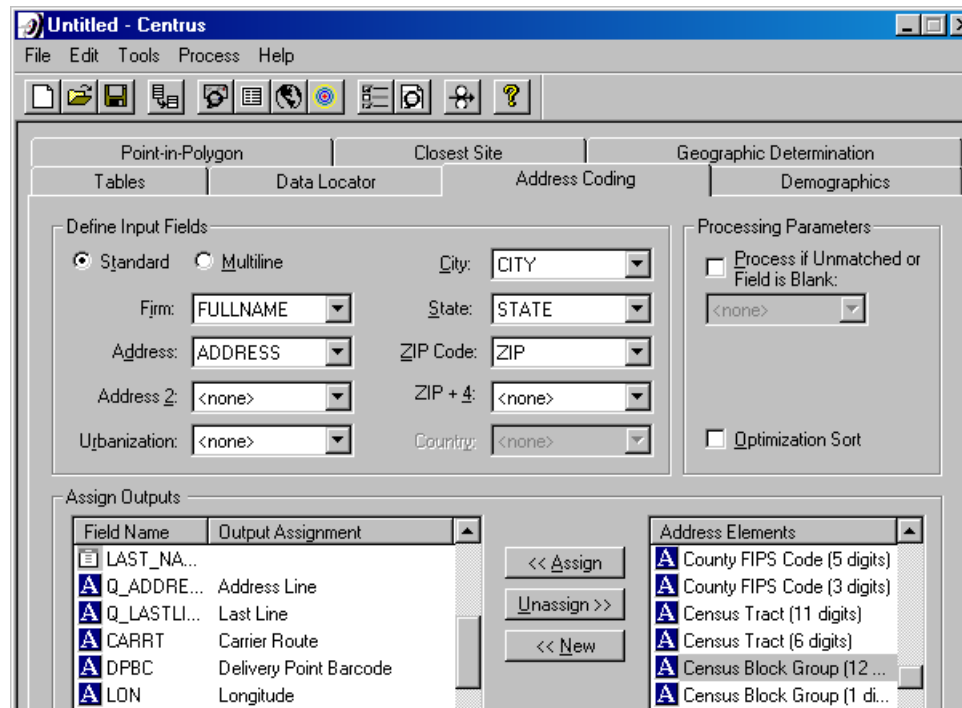 Untitled - Centrus
File Edit Tools Process Help
Point-in-Polygon Closest Site Geographic Determination
Tables Data Locator Address Coding Demographics
Define Input Fields
Standard Multiline
Firm: FULLNAME
Address: ADDRESS
Address 2: <none>
Urbanization: <none>
City: CITY
State: STATE
ZIP Code: ZIP
ZIP + 4: <none>
Country: <none>
Processing Parameters
Process if Unmatched or
Field is Blank:
<none>
Optimization Sort
Assign Outputs
Field Name Output Assignment
LAST_NA...
Q_ADDRE... Address Line
Q_LASTLI... Last Line
CARRT Carrier Route
DPBC Delivery Point Barcode
LON Longitude
<< Assign
Unassign >>
<< New
Address Elements
County FIPS Code (5 digits)
County FIPS Code (3 digits)
Census Tract (11 digits)
Census Tract (6 digits)
Census Block Group (12 ...
Census Block Group (1 di...